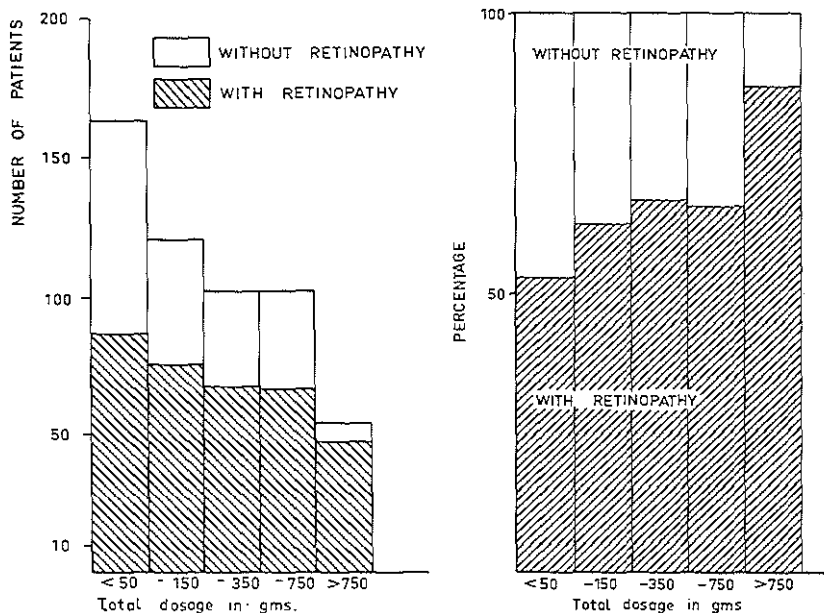 200
150
100
50
10
NUMBER OF PATIENTS
WITHOUT RETINOPATHY
WITH RETINOPATHY
<50 -150 -350 -750 >750
Total dosage in gms.
100
50
PERCENTAGE
WITHOUT RETINOPATHY
WITH RETINOPATHY
<50 -150 -350 -750 >750
Total dosage in gms